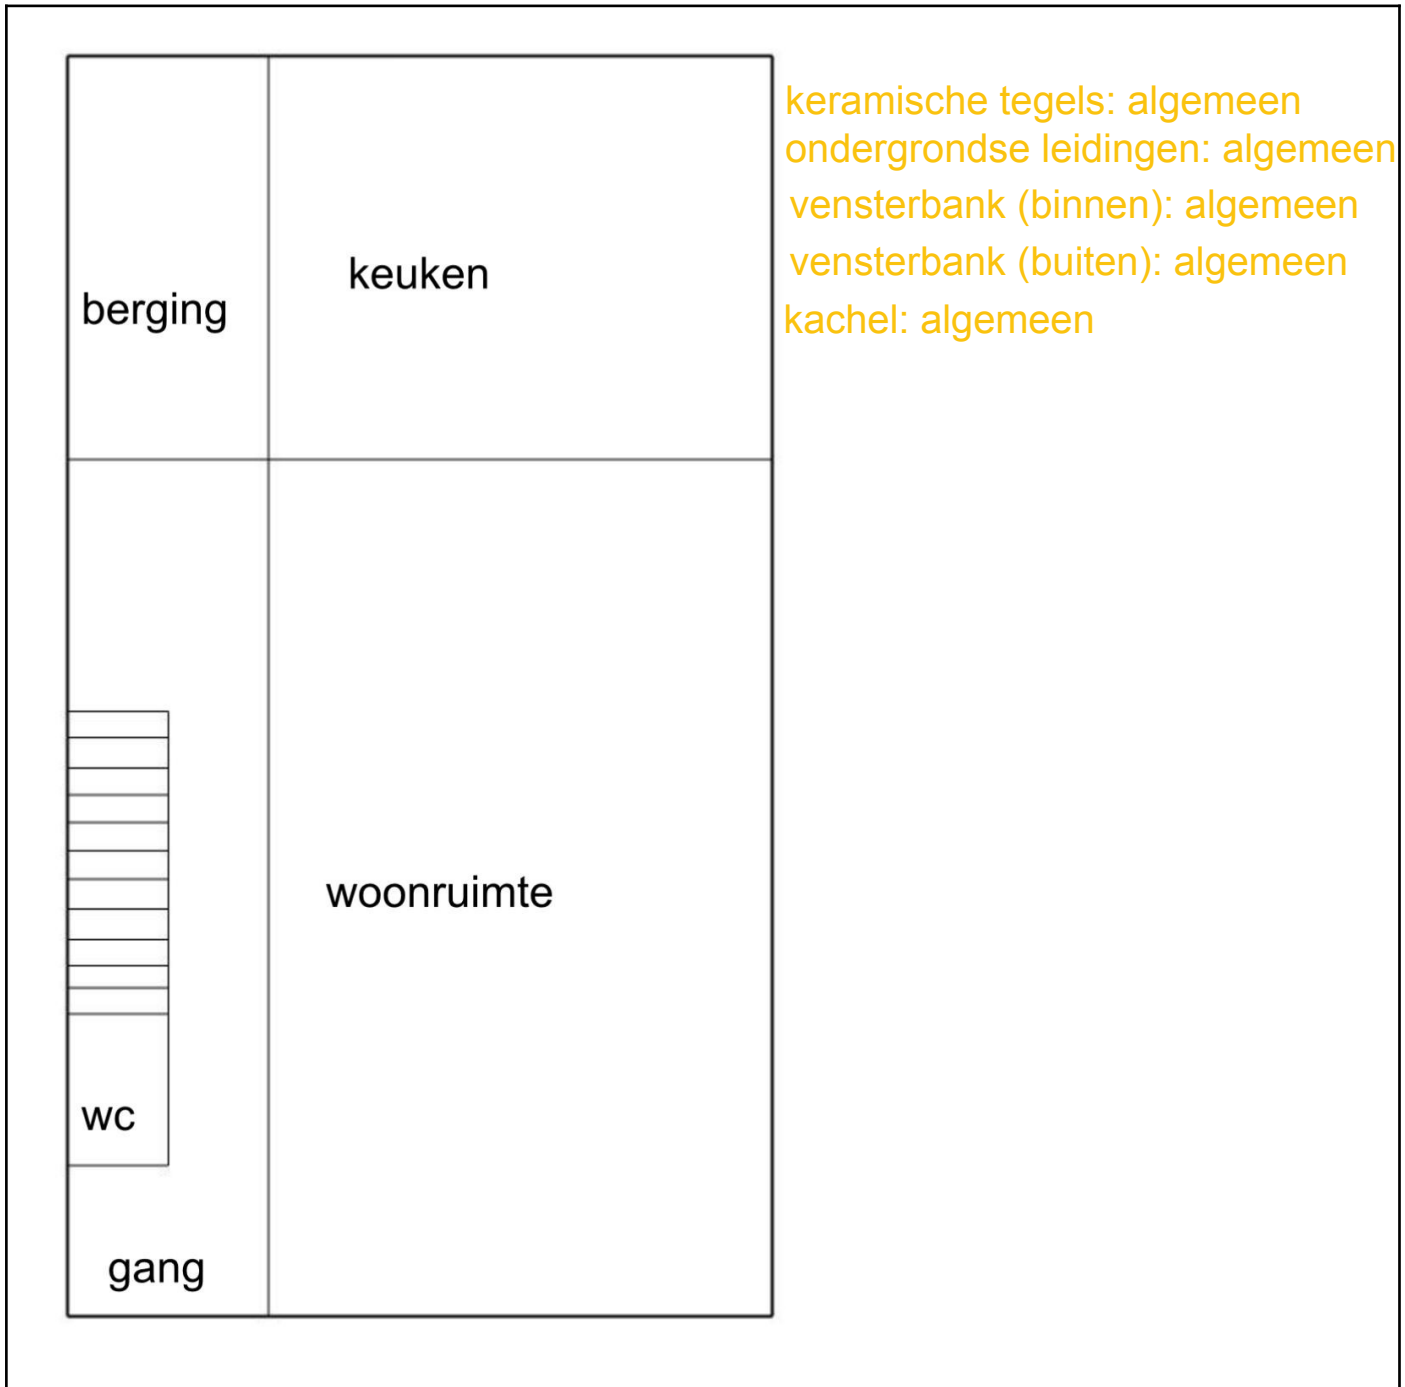 keramische tegels: algemeen
ondergrondse leidingen: algemeen
vensterbank (binnen): algemeen
vensterbank (buiten): algemeen
kachel: algemeen
keuken
berging
woonruimte
wc
gang